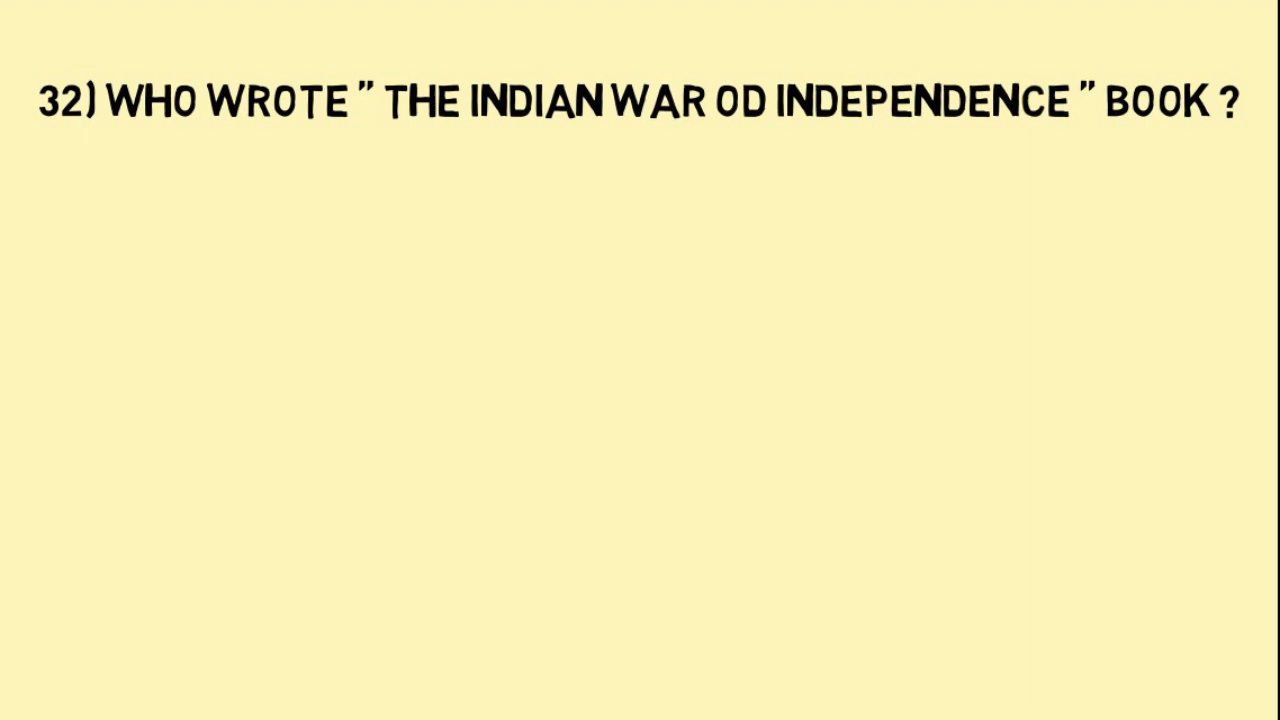 32) WHO WROTE " THE INDIAN WAR OD INDEPENDENCE " BOOK ?